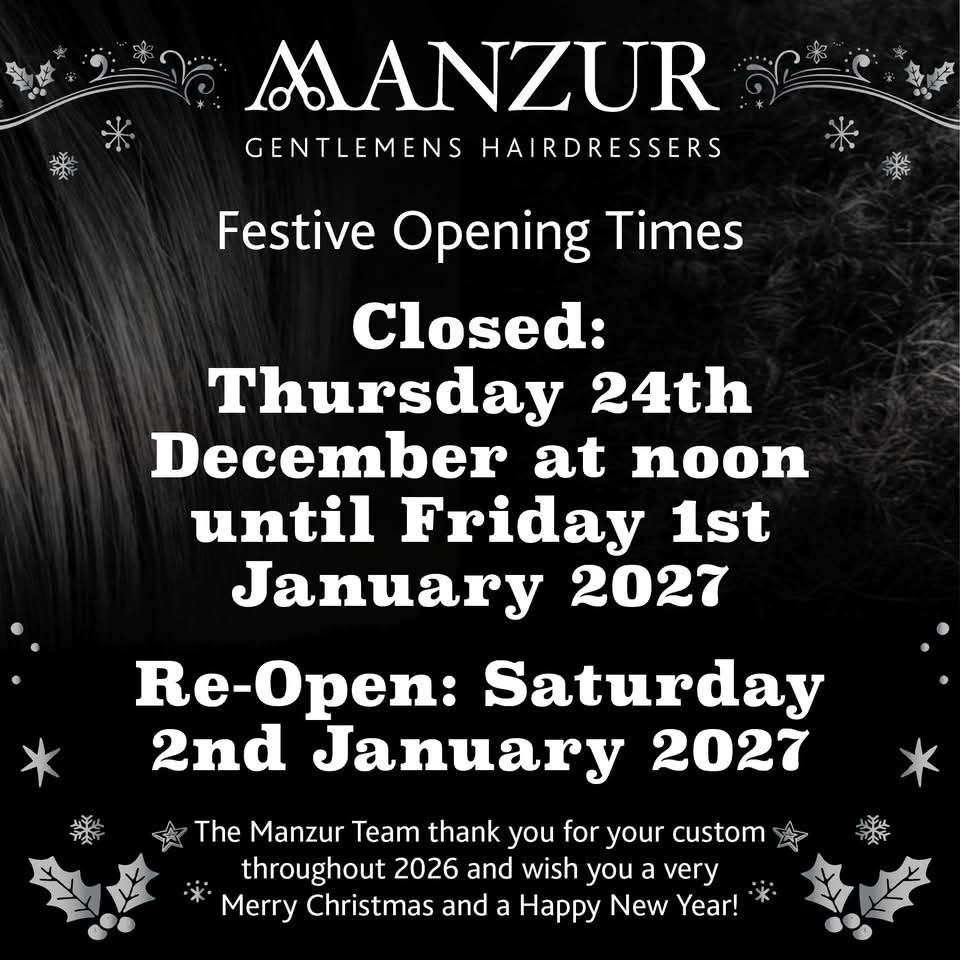 MANZUR
GENTLEMENS HAIRDRESSERS
Festive Opening Times
Closed:
Thursday 24th
December at noon
until Friday 1st
January 2027
Re-Open: Saturday
2nd January 2027
The Manzur Team thank you for your custom
throughout 2026 and wish you a very
Merry Christmas and a Happy New Year!